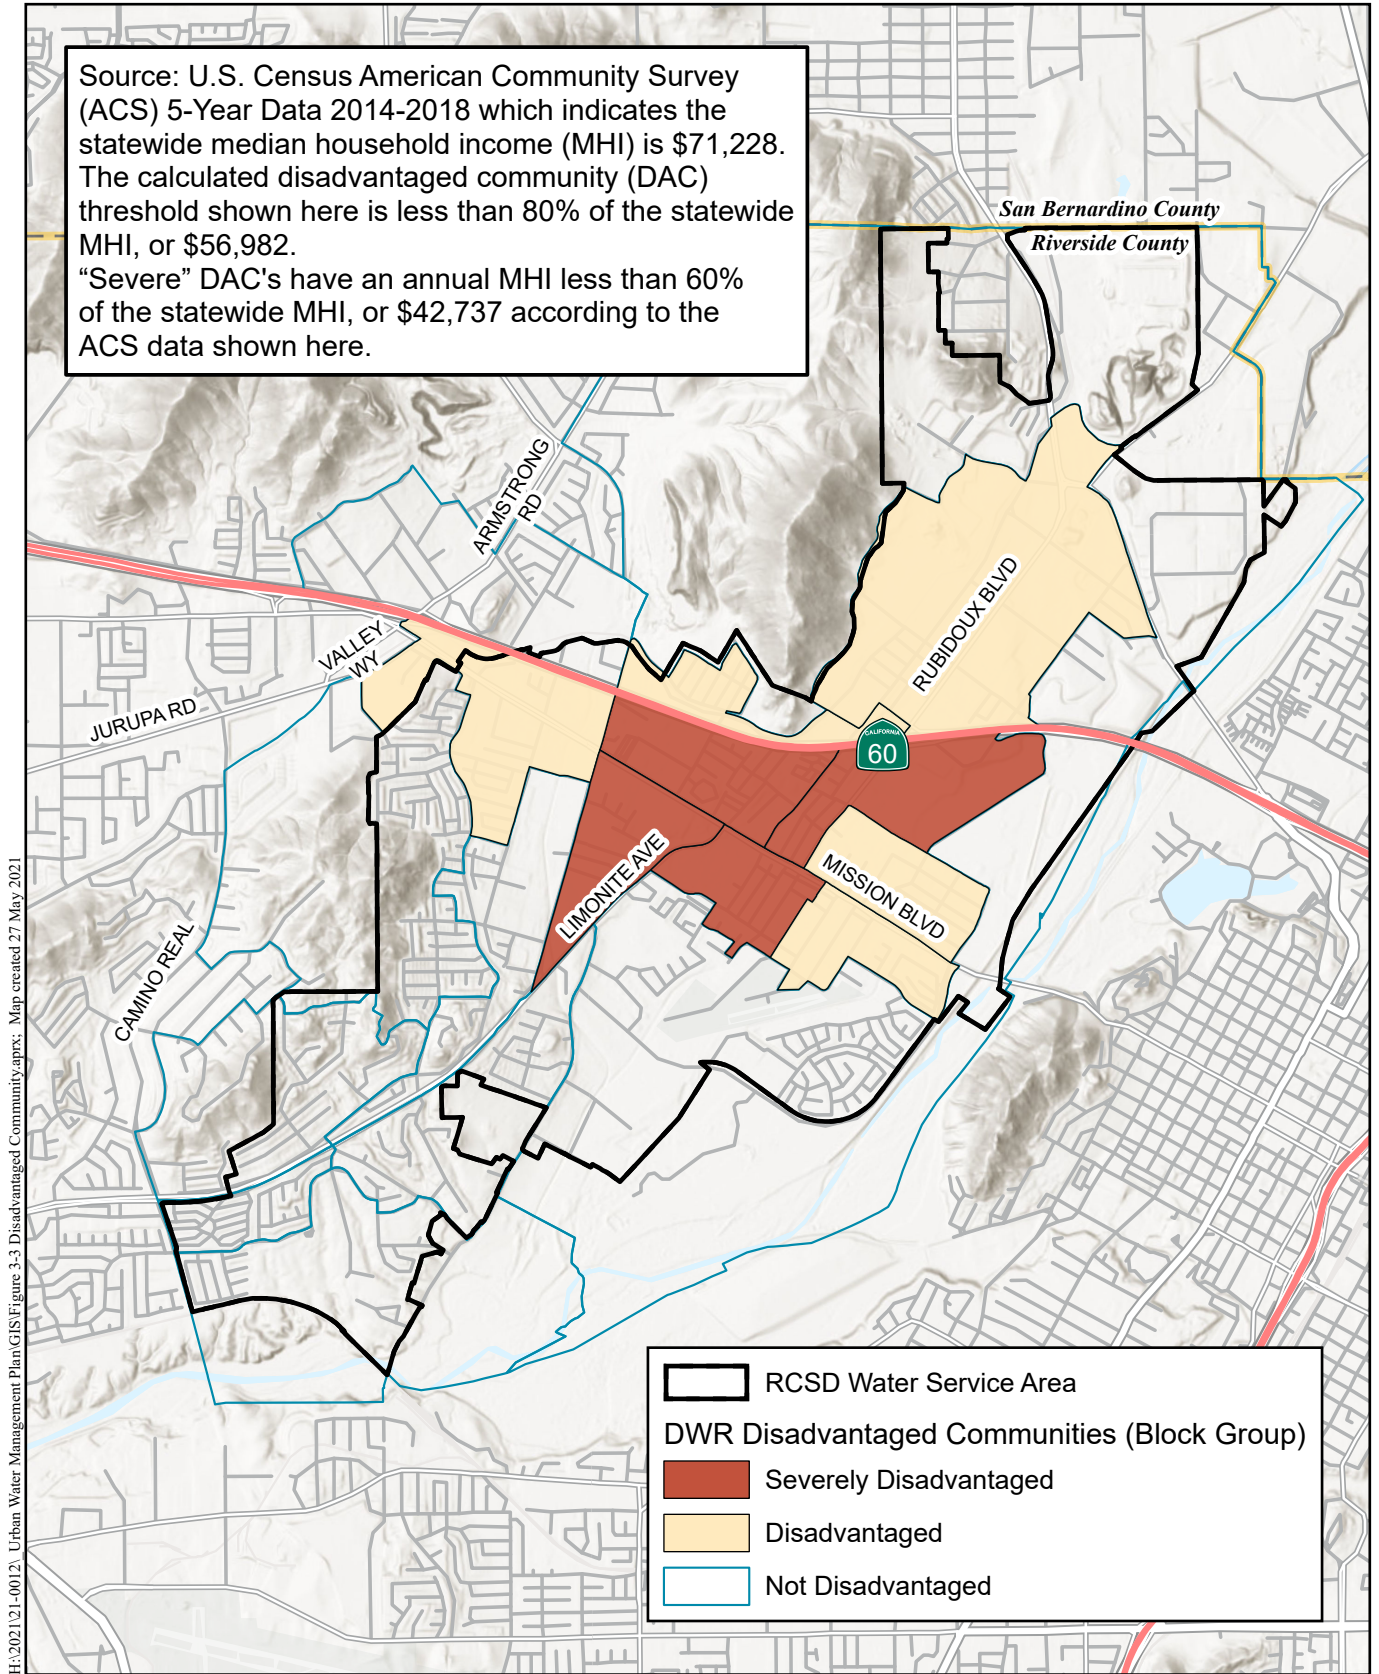 Source: U.S. Census American Community Survey
(ACS) 5-Year Data 2014-2018 which indicates the
statewide median household income (MHI) is $71,228.
The calculated disadvantaged community (DAC)
threshold shown here is less than 80% of the statewide
MHI, or $56,982.
“Severe” DAC's have an annual MHI less than 60%
of the statewide MHI, or $42,737 according to the
ACS data shown here.
San Bernardino County
Riverside County
ARMSTRONG
RD
RUBIDOUX BLVD
VALLEY
WY
JURUPA RD
CALIFORNIA
60
LIMONITE AVE
MISSION BLVD
CAMINO REAL
RCSD Water Service Area
DWR Disadvantaged Communities (Block Group)
Severely Disadvantaged
Disadvantaged
Not Disadvantaged
H:\2021\21-0012\_Urban Water Management Plan\GIS\Figure 3-3 Disadvantaged Community.aprx; Map created 27 May 2021